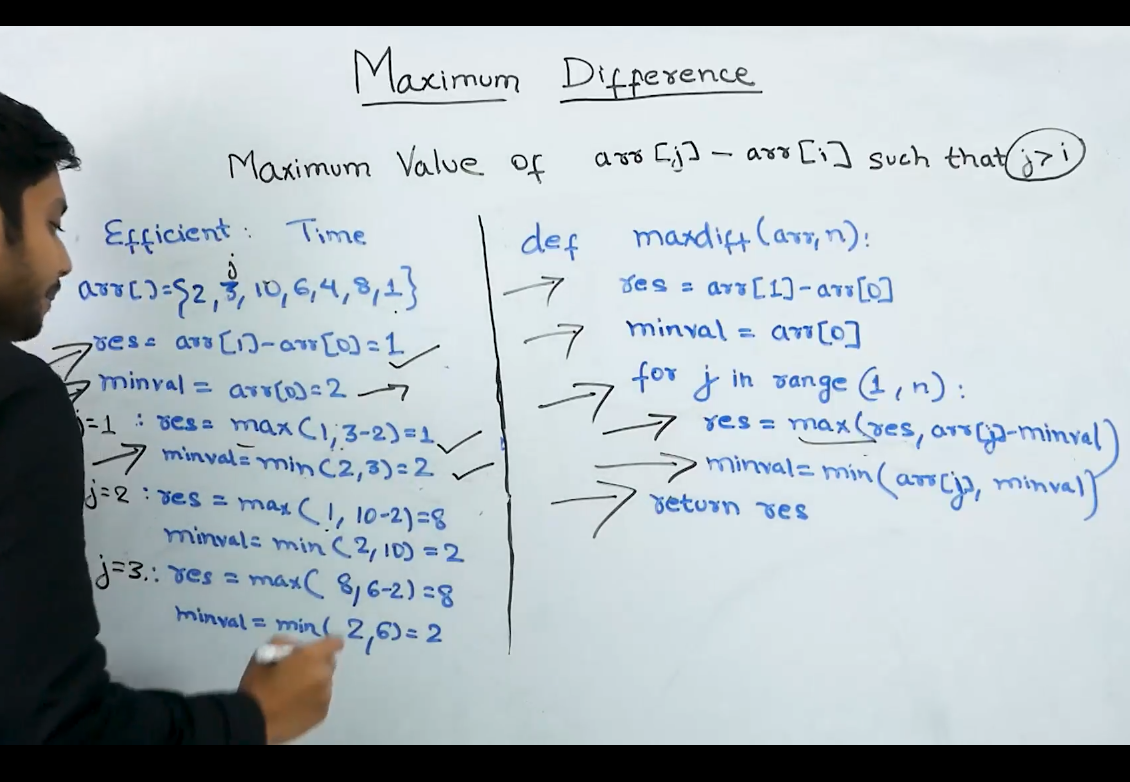 Maximum Difference
Maximum Value of arr[j] - arr[i] such that j>i
Efficient: Time
j
arr[]={2,3,10,6,4,8,1}
res= arr[1]-arr[0]=1
minval= arr[0]=2
=1 : res= max(1,3-2)=1
minval=min(2,3)=2
j=2 : res= max(1,10-2)=8
minval=min(2,10)=2
j=3: res=max(8,6-2)=8
minval=min(2,6)=2
def maxdiff(arr,n):
res = arr[1]-arr[0]
minval = arr[0]
for j in range(1,n):
res = max(res, arr[j]-minval)
minval=min(arr[j], minval)
return res